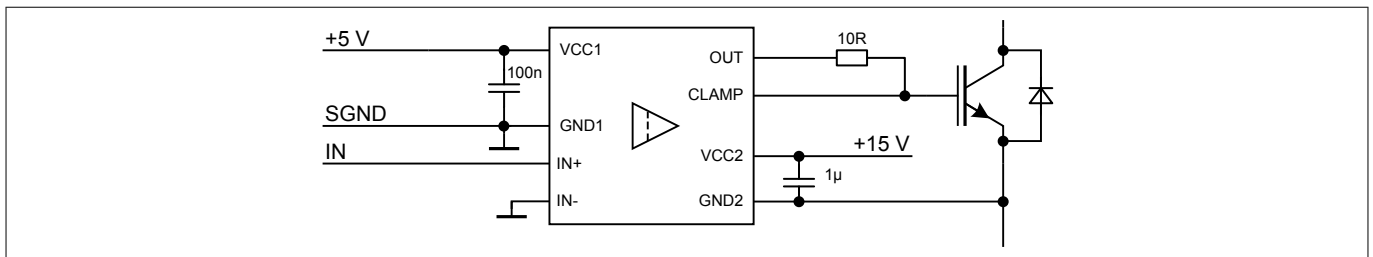 +5 V
100n
SGND
IN
VCC1
GND1
IN+
IN-
OUT
CLAMP
VCC2
GND2
10R
+15 V
1µ